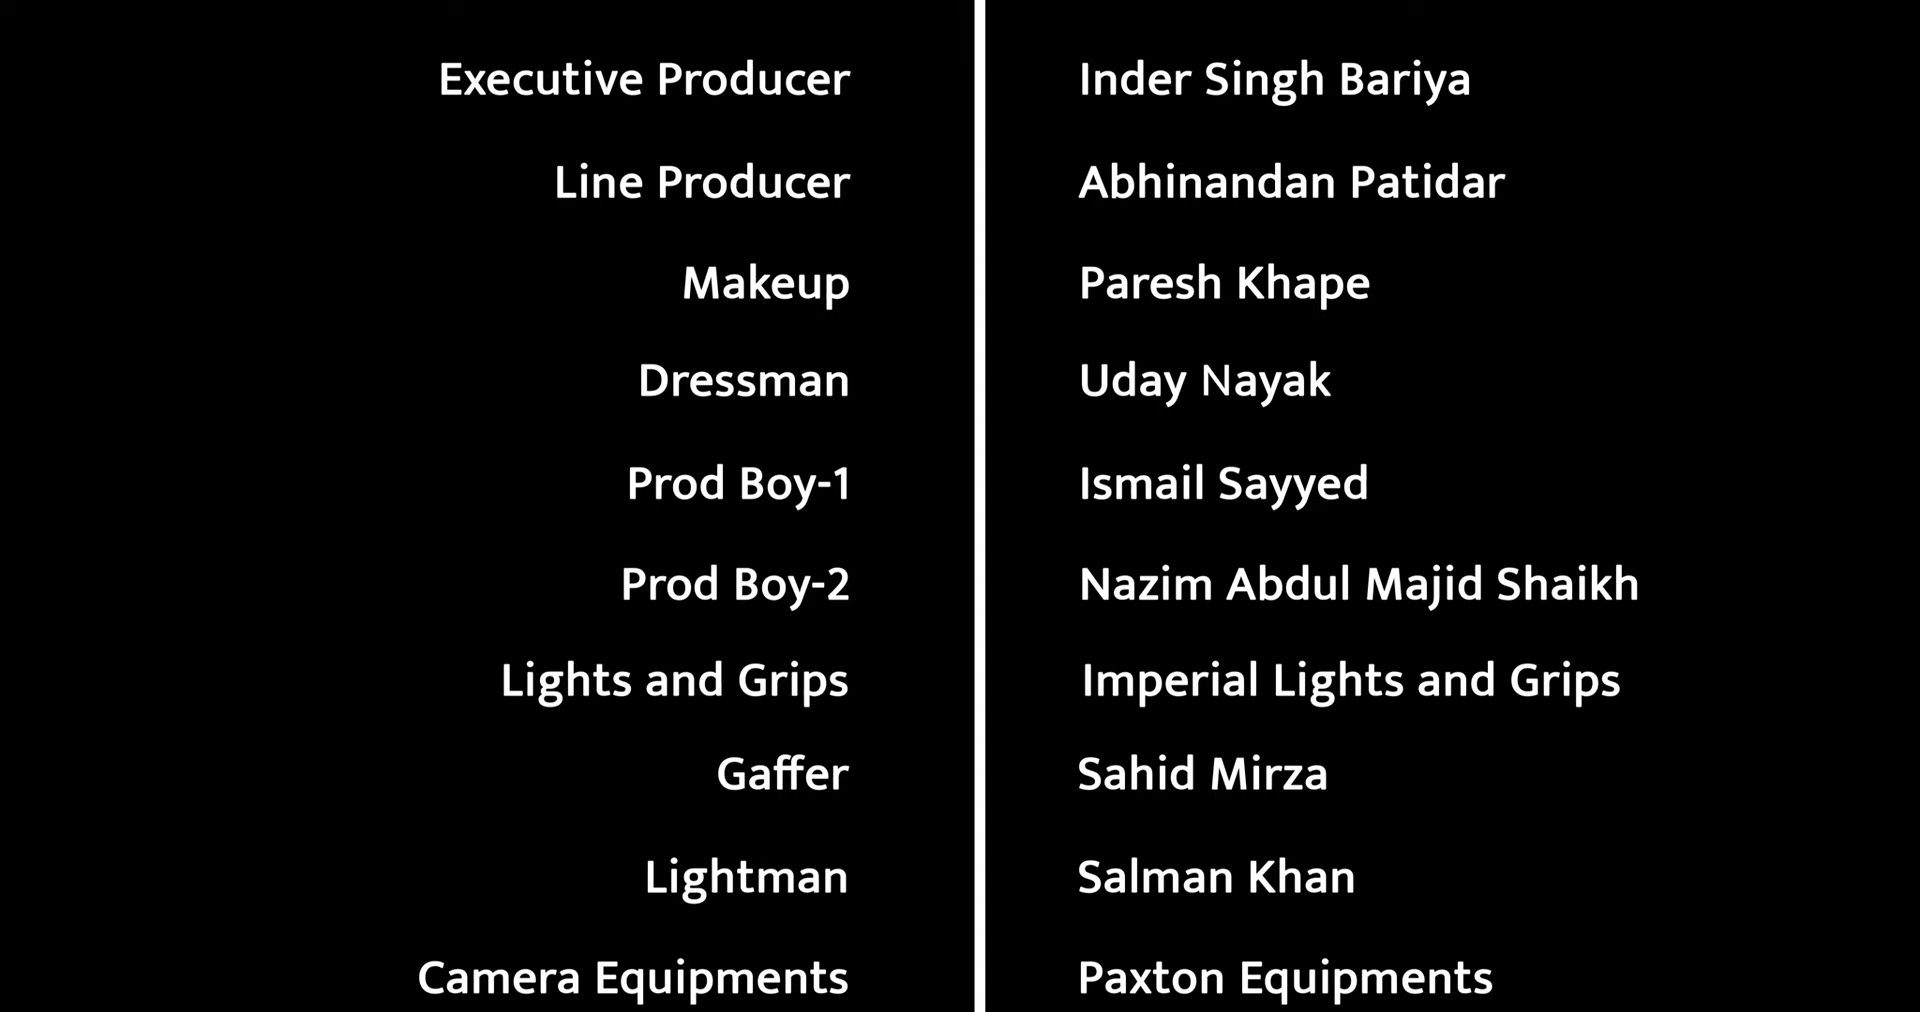 Executive Producer Inder Singh Bariya
Line Producer Abhinandan Patidar
Makeup Paresh Khape
Dressman Uday Nayak
Prod Boy-1 Ismail Sayyed
Prod Boy-2 Nazim Abdul Majid Shaikh
Lights and Grips Imperial Lights and Grips
Gaffer Sahid Mirza
Lightman Salman Khan
Camera Equipments Paxton Equipments